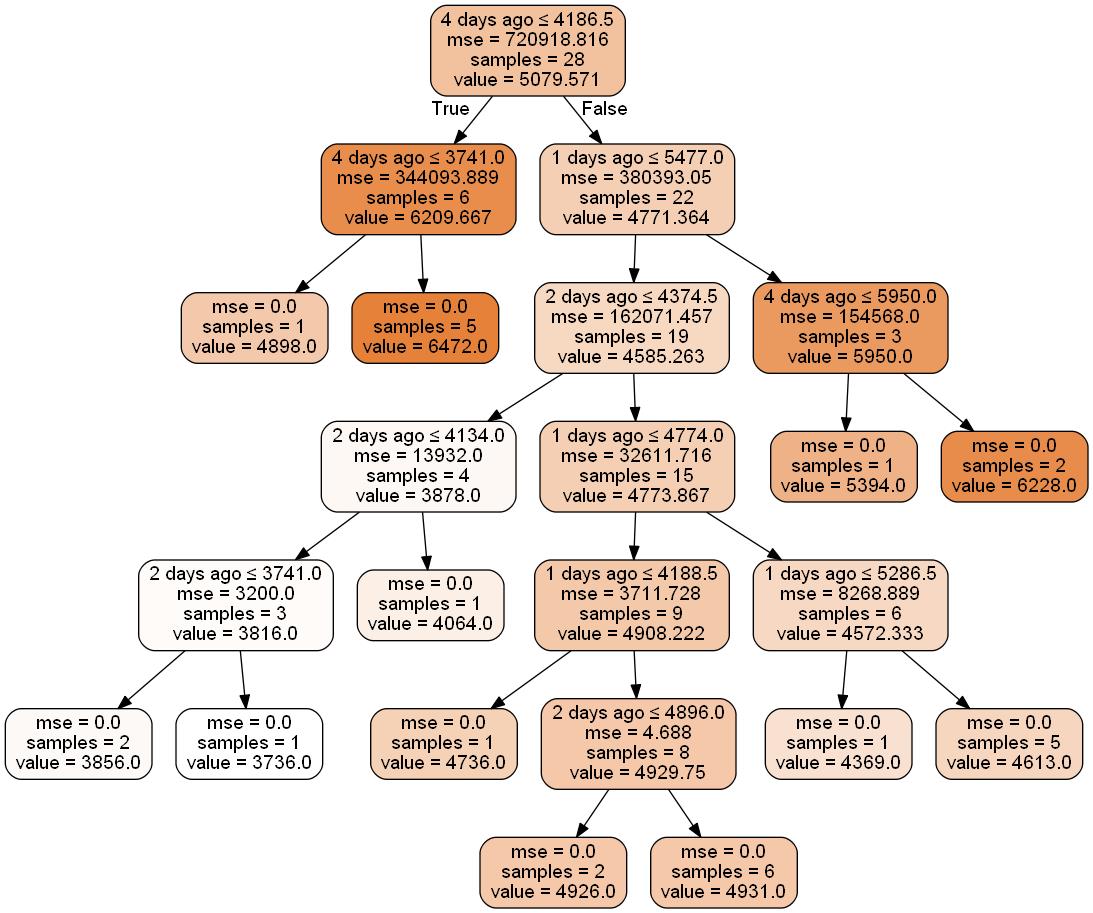 4 days ago ≤ 4186.5
mse = 720918.816
samples = 28
value = 5079.571
True
False
4 days ago ≤ 3741.0
mse = 344093.889
samples = 6
value = 6209.667
1 days ago ≤ 5477.0
mse = 380393.05
samples = 22
value = 4771.364
mse = 0.0
samples = 1
value = 4898.0
mse = 0.0
samples = 5
value = 6472.0
2 days ago ≤ 4374.5
mse = 162071.457
samples = 19
value = 4585.263
4 days ago ≤ 5950.0
mse = 154568.0
samples = 3
value = 5950.0
2 days ago ≤ 4134.0
mse = 13932.0
samples = 4
value = 3878.0
1 days ago ≤ 4774.0
mse = 32611.716
samples = 15
value = 4773.867
mse = 0.0
samples = 1
value = 5394.0
mse = 0.0
samples = 2
value = 6228.0
2 days ago ≤ 3741.0
mse = 3200.0
samples = 3
value = 3816.0
mse = 0.0
samples = 1
value = 4064.0
1 days ago ≤ 4188.5
mse = 3711.728
samples = 9
value = 4908.222
1 days ago ≤ 5286.5
mse = 8268.889
samples = 6
value = 4572.333
mse = 0.0
samples = 2
value = 3856.0
mse = 0.0
samples = 1
value = 3736.0
mse = 0.0
samples = 1
value = 4736.0
2 days ago ≤ 4896.0
mse = 4.688
samples = 8
value = 4929.75
mse = 0.0
samples = 1
value = 4369.0
mse = 0.0
samples = 5
value = 4613.0
mse = 0.0
samples = 2
value = 4926.0
mse = 0.0
samples = 6
value = 4931.0